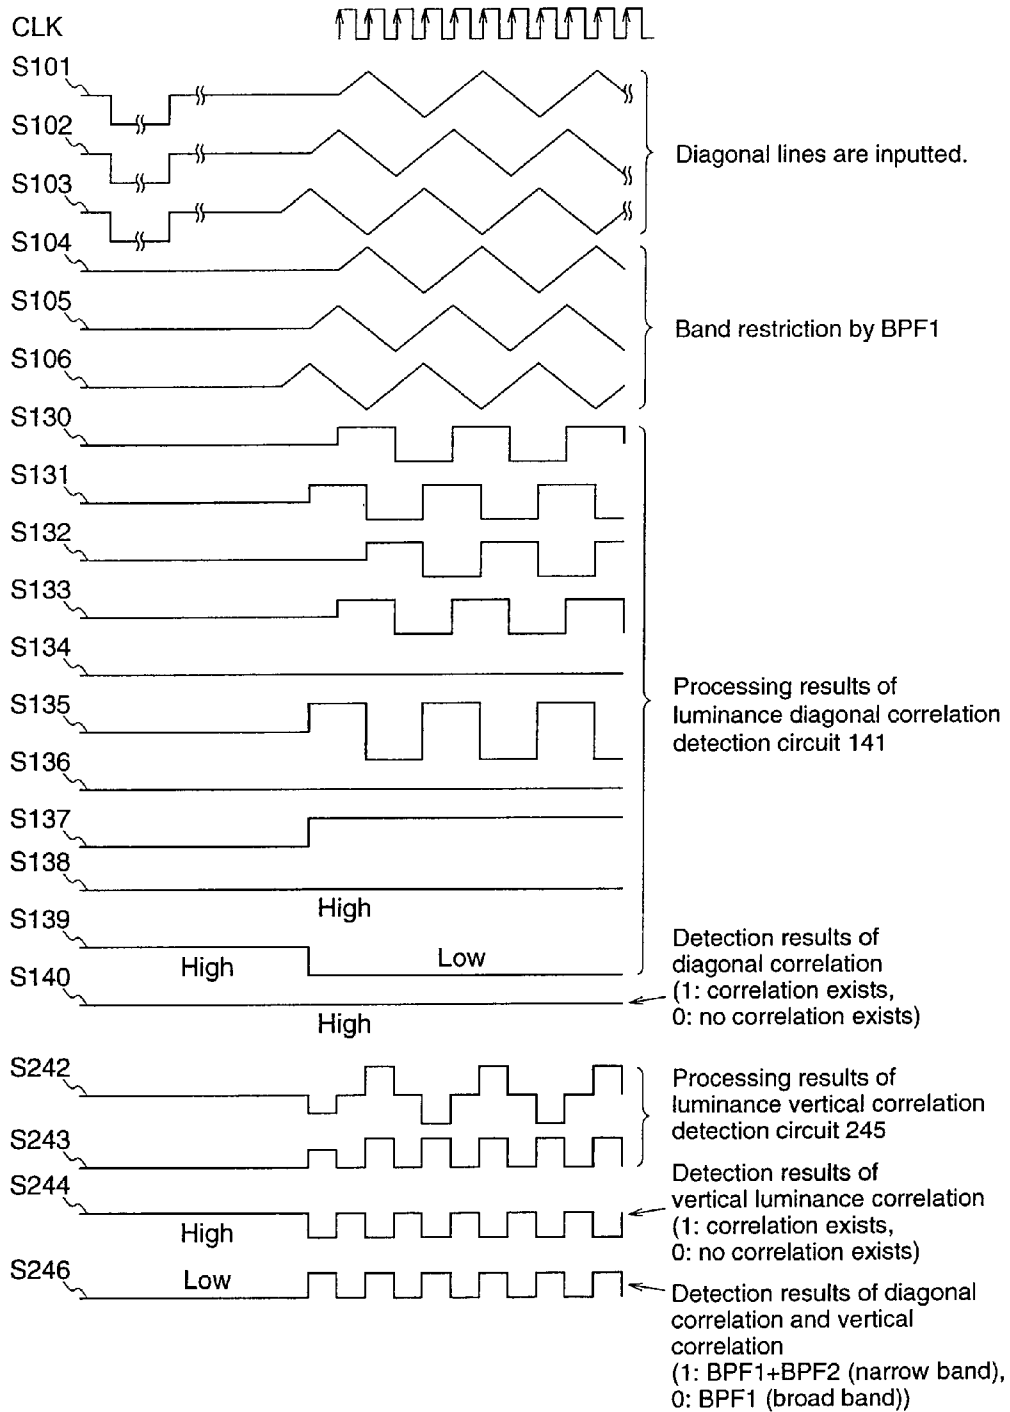 CLK
S101
S102
S103
Diagonal lines are inputted.
S104
S105
S106
Band restriction by BPF1
S130
S131
S132
S133
S134
S135
S136
S137
S138
High
S139
High
Low
Processing results of
luminance diagonal correlation
detection circuit 141
S140
High
Detection results of
diagonal correlation
(1: correlation exists,
0: no correlation exists)
S242
S243
Processing results of
luminance vertical correlation
detection circuit 245
S244
High
Detection results of
vertical luminance correlation
(1: correlation exists,
0: no correlation exists)
S246
Low
Detection results of diagonal
correlation and vertical
correlation
(1: BPF1+BPF2 (narrow band),
0: BPF1 (broad band))